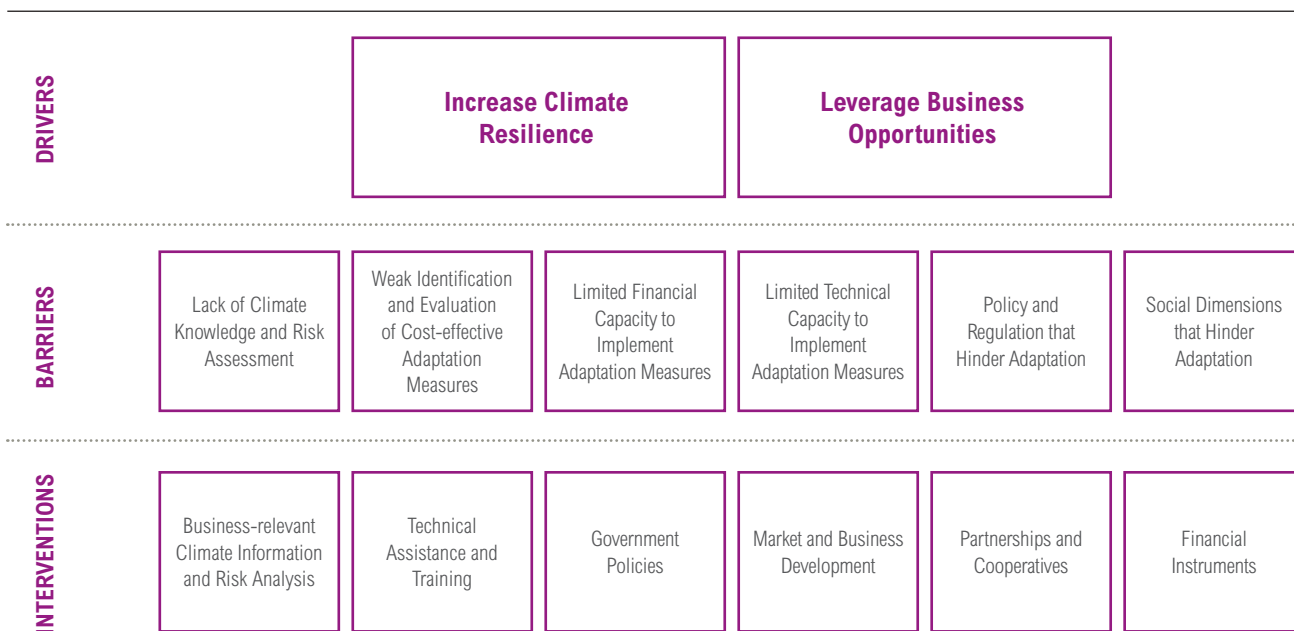 DRIVERS
Increase Climate
Resilience
Leverage Business
Opportunities
BARRIERS
Lack of Climate
Knowledge and Risk
Assessment
Weak Identification
and Evaluation
of Cost-effective
Adaptation
Measures
Limited Financial
Capacity to
Implement
Adaptation Measures
Limited Technical
Capacity to
Implement
Adaptation Measures
Policy and
Regulation that
Hinder Adaptation
Social Dimensions
that Hinder
Adaptation
INTERVENTIONS
Business-relevant
Climate Information
and Risk Analysis
Technical
Assistance and
Training
Government
Policies
Market and Business
Development
Partnerships and
Cooperatives
Financial
Instruments